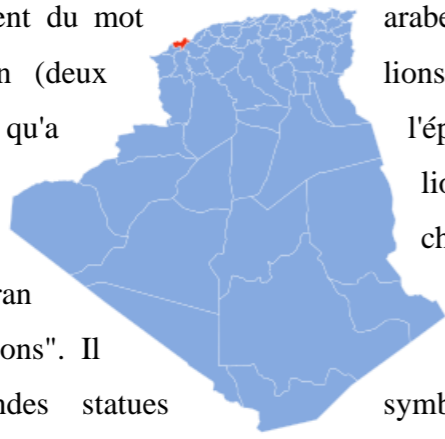 ent du mot arabe
n (deux lions
qu'a l'ép
lio
ch
ran
ons". Il
ndes statues symb